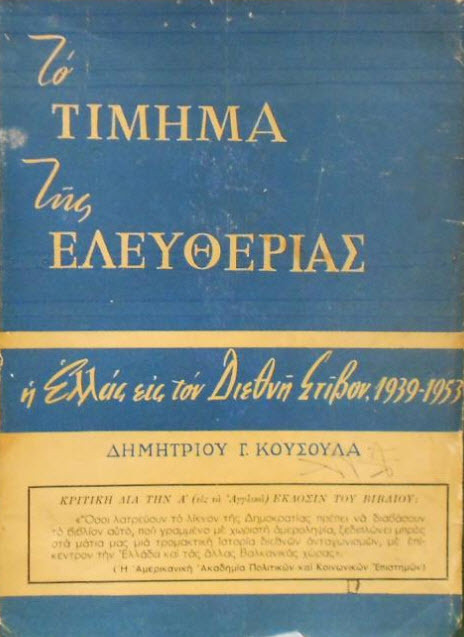 Τό
ΤΙΜΗΜΑ
Τῆς
ΕΛΕΥΘΕΡΙΑΣ
ἡ Ἑλλάς εἰς τόν Διεθνῆ Στίβον, 1939-1953
ΔΗΜΗΤΡΙΟΥ Γ. ΚΟΥΣΟΥΛΑ
ΚΡΙΤΙΚΗ ΔΙΑ ΤΗΝ Α' (εἰς τὰ Ἀγγλικὰ) ΕΚΔΟΣΙΝ ΤΟΥ ΒΙΒΛΙΟΥ:
«Ὅσοι λατρεύουν τὸ λίκνον τῆς Δημοκρατίας πρέπει νὰ διαβάσουν
τὸ βιβλίον αὐτὸ, ποὺ γραμμένο μὲ χωριστὴ ἀμεροληψία, ξεδιπλώνει μπρὸς
στὰ μάτια μας μιὰ τρομακτικὴ ἱστορία διεθνῶν ἀνταγωνισμῶν, μὲ ἐπί-
κεντρον τὴν Ἑλλάδα καὶ τὰς ἄλλας Βαλκανικὰς χώρας».
(Ἡ Ἀμερικανικὴ Ἀκαδημία Πολιτικῶν καὶ Κοινωνικῶν Ἐπιστημῶν)